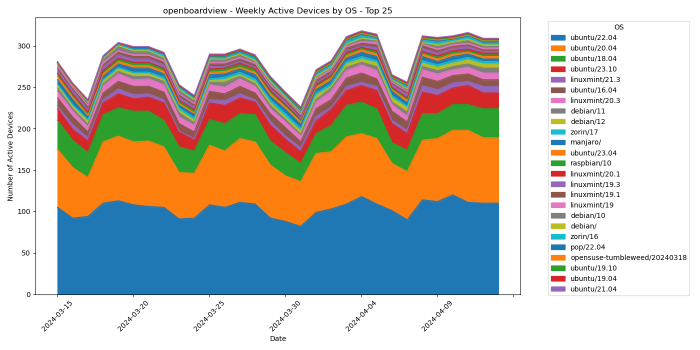 openboardview - Weekly Active Devices by OS - Top 25
Number of Active Devices
300
250
200
150
100
50
0
2024-03-15
2024-03-20
2024-03-25
2024-03-30
2024-04-04
2024-04-09
Date
OS
ubuntu/22.04
ubuntu/20.04
ubuntu/18.04
ubuntu/23.10
linuxmint/21.3
ubuntu/16.04
linuxmint/20.3
debian/11
debian/12
zorin/17
manjaro/
ubuntu/23.04
raspbian/10
linuxmint/20.1
linuxmint/19.3
linuxmint/19.1
linuxmint/19
debian/10
debian/
zorin/16
pop/22.04
opensuse-tumbleweed/20240318
ubuntu/19.10
ubuntu/19.04
ubuntu/21.04